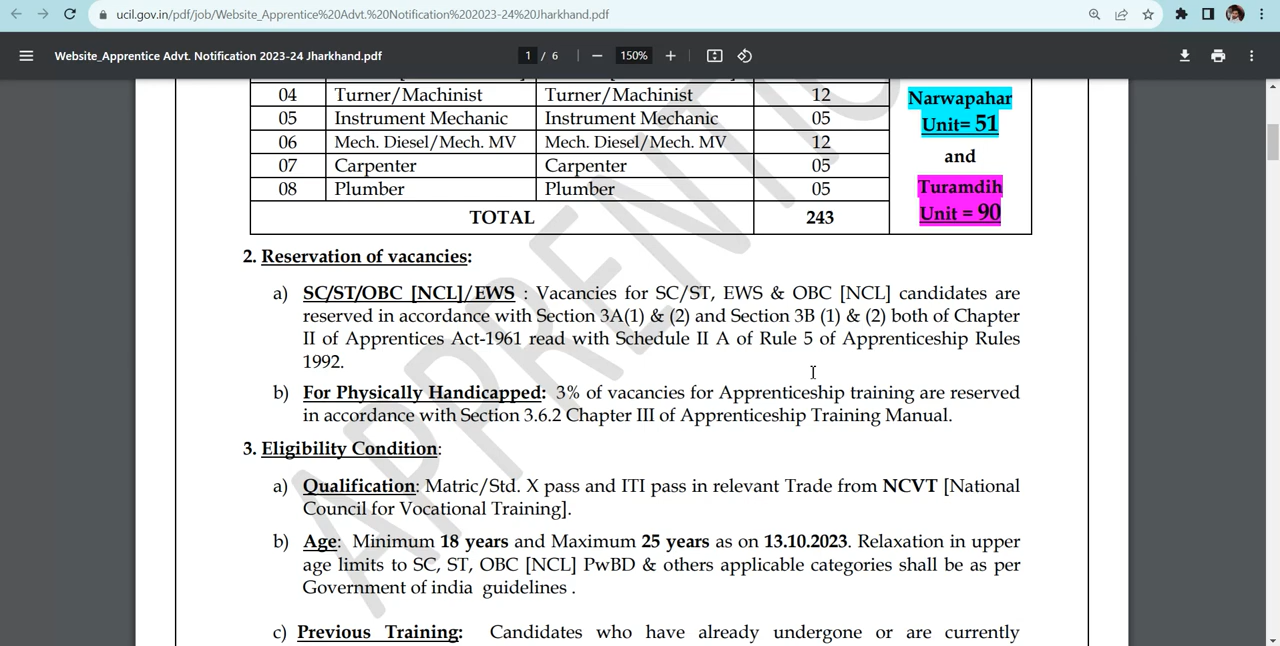 ucil.gov.in/pdf/job/Website_Apprentice%20Advt.%20Notification%202023-24%20Jharkhand.pdf
Website_Apprentice Advt. Notification 2023-24 Jharkhand.pdf
1 / 6
150%
04 Turner/Machinist Turner/Machinist 12
05 Instrument Mechanic Instrument Mechanic 05
06 Mech. Diesel/Mech. MV Mech. Diesel/Mech. MV 12
07 Carpenter Carpenter 05
08 Plumber Plumber 05
TOTAL 243
Narwapahar
Unit= 51
and
Turamdih
Unit = 90
2. Reservation of vacancies:
a) SC/ST/OBC [NCL]/EWS : Vacancies for SC/ST, EWS & OBC [NCL] candidates are
reserved in accordance with Section 3A(1) & (2) and Section 3B (1) & (2) both of Chapter
II of Apprentices Act-1961 read with Schedule II A of Rule 5 of Apprenticeship Rules
1992.
b) For Physically Handicapped: 3% of vacancies for Apprenticeship training are reserved
in accordance with Section 3.6.2 Chapter III of Apprenticeship Training Manual.
3. Eligibility Condition:
a) Qualification: Matric/Std. X pass and ITI pass in relevant Trade from NCVT [National
Council for Vocational Training].
b) Age: Minimum 18 years and Maximum 25 years as on 13.10.2023. Relaxation in upper
age limits to SC, ST, OBC [NCL] PwBD & others applicable categories shall be as per
Government of india guidelines .
c) Previous Training: Candidates who have already undergone or are currently
APPRENTIC